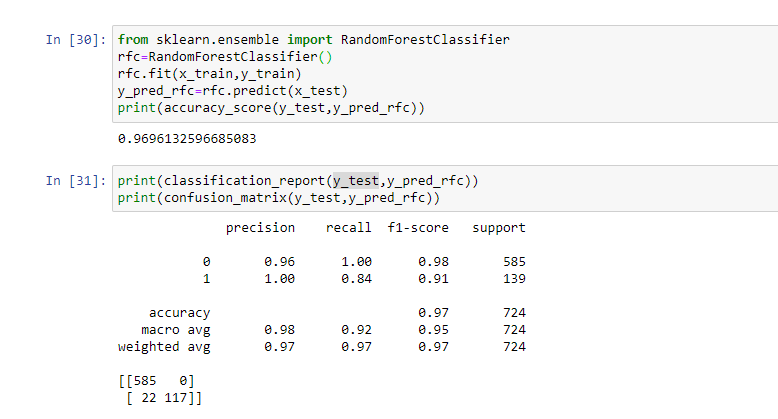 In [30]: from sklearn.ensemble import RandomForestClassifier
rfc=RandomForestClassifier()
rfc.fit(x_train,y_train)
y_pred_rfc=rfc.predict(x_test)
print(accuracy_score(y_test,y_pred_rfc))
0.9696132596685083
In [31]: print(classification_report(y_test,y_pred_rfc))
print(confusion_matrix(y_test,y_pred_rfc))
precision recall f1-score support
0 0.96 1.00 0.98 585
1 1.00 0.84 0.91 139
accuracy 0.97 724
macro avg 0.98 0.92 0.95 724
weighted avg 0.97 0.97 0.97 724
[[585 0]
[ 22 117]]